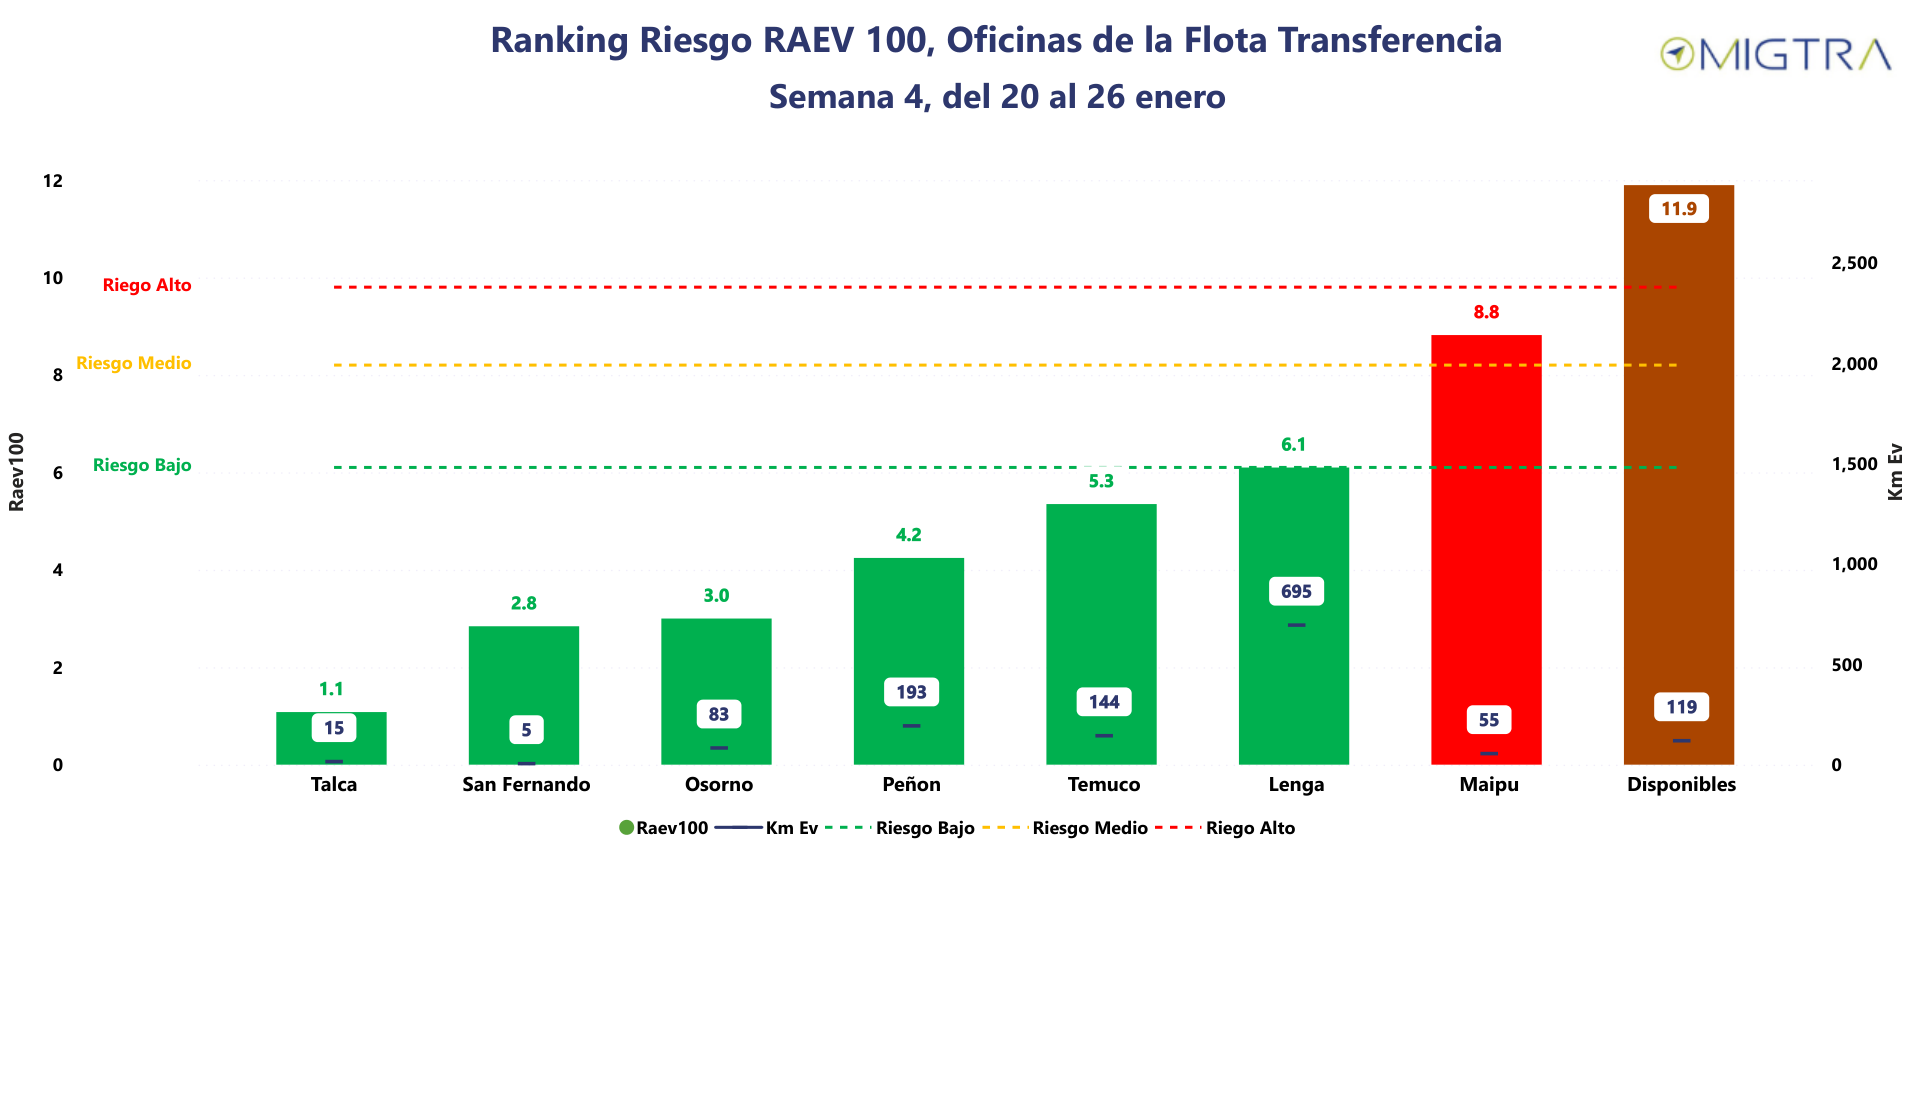 Ranking Riesgo RAEV 100, Oficinas de la Flota Transferencia
Semana 4, del 20 al 26 enero
MIGTRA
12
10
8
6
4
2
0
Raev100
Riego Alto
Riesgo Medio
Riesgo Bajo
1.1
2.8
3.0
4.2
5.3
6.1
8.8
11.9
15
5
83
193
144
695
55
119
2,500
2,000
1,500
1,000
500
0
Km Ev
Talca
San Fernando
Osorno
Peñon
Temuco
Lenga
Maipu
Disponibles
Raev100 Km Ev Riesgo Bajo Riesgo Medio Riego Alto